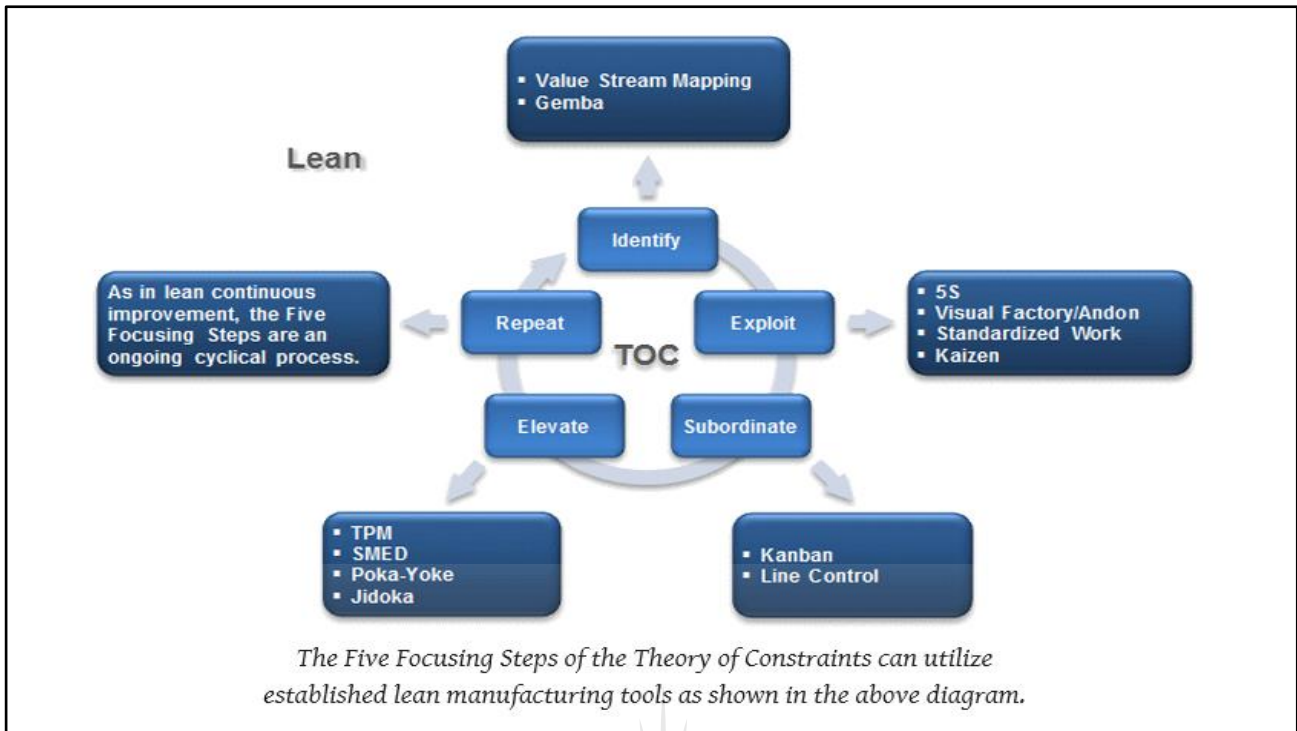 ▪ Value Stream Mapping
▪ Gemba
Lean
Identify
As in lean continuous
improvement, the Five
Focusing Steps are an
ongoing cyclical process.
Repeat
TOC
Exploit
▪ 5S
▪ Visual Factory/Andon
▪ Standardized Work
▪ Kaizen
Elevate
Subordinate
▪ TPM
▪ SMED
▪ Poka-Yoke
▪ Jidoka
▪ Kanban
▪ Line Control
The Five Focusing Steps of the Theory of Constraints can utilize
established lean manufacturing tools as shown in the above diagram.